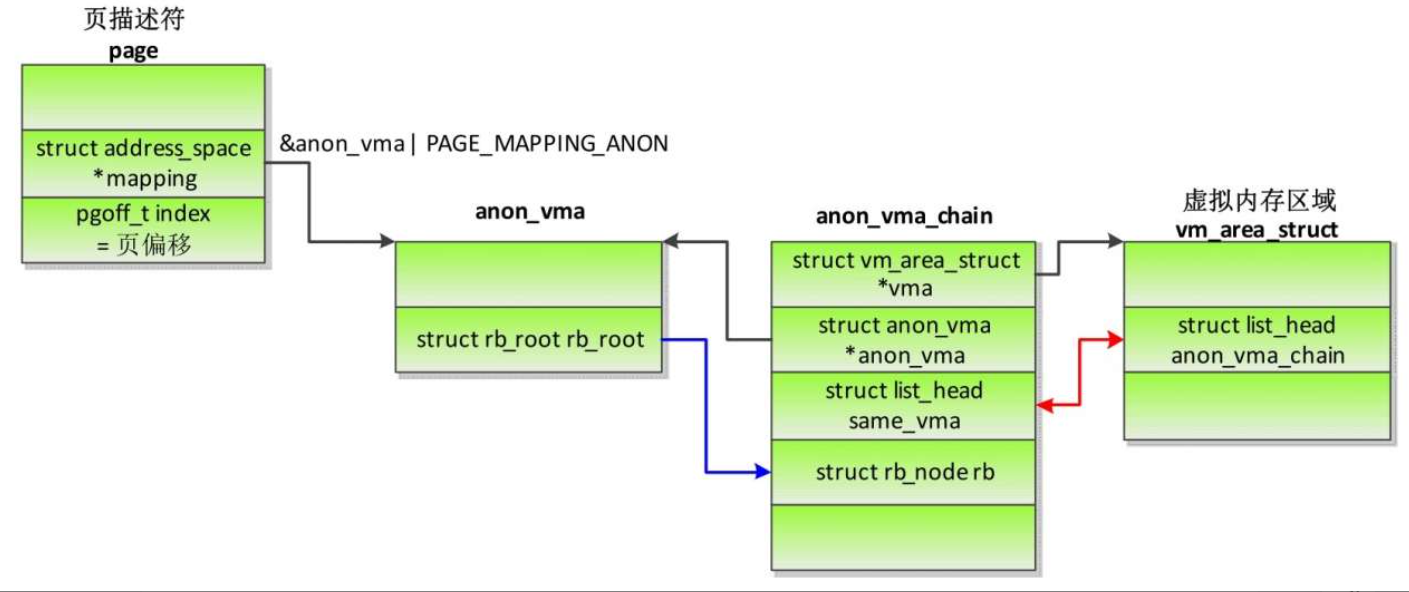 页描述符
page
struct address_space
*mapping
pgoff_t index
= 页偏移
&anon_vma| PAGE_MAPPING_ANON
anon_vma
struct rb_root rb_root
anon_vma_chain
struct vm_area_struct
*vma
struct anon_vma
*anon_vma
struct list_head
same_vma
struct rb_node rb
虚拟内存区域
vm_area_struct
struct list_head
anon_vma_chain